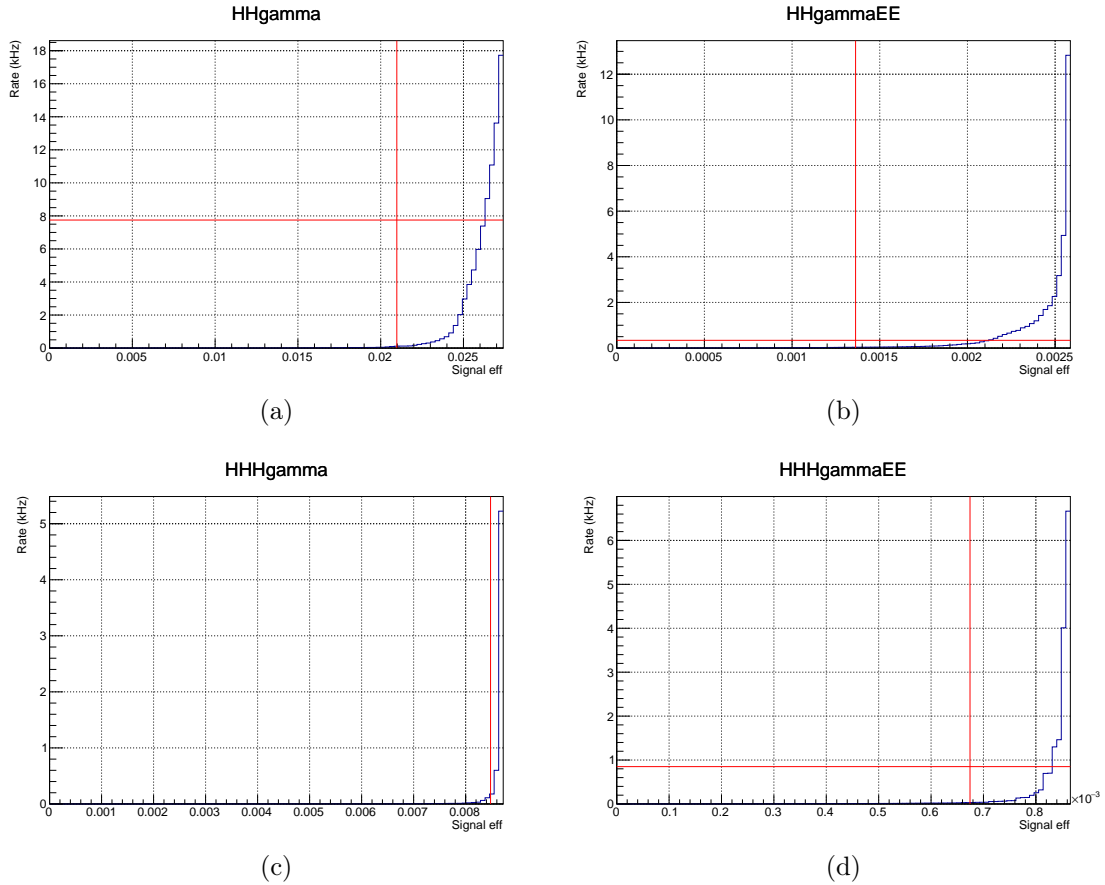 HHgamma
Rate (kHz)
18
16
14
12
10
8
6
4
2
0
0 0.005 0.01 0.015 0.02 0.025
Signal eff
(a)
HHgammaEE
Rate (kHz)
12
10
8
6
4
2
0
0 0.0005 0.001 0.0015 0.002 0.0025
Signal eff
(b)
HHHgamma
Rate (kHz)
5
4
3
2
1
0
0 0.001 0.002 0.003 0.004 0.005 0.006 0.007 0.008
Signal eff
(c)
HHHgammaEE
Rate (kHz)
6
5
4
3
2
1
0
0 0.1 0.2 0.3 0.4 0.5 0.6 0.7 0.8 ×10⁻³
Signal eff
(d)